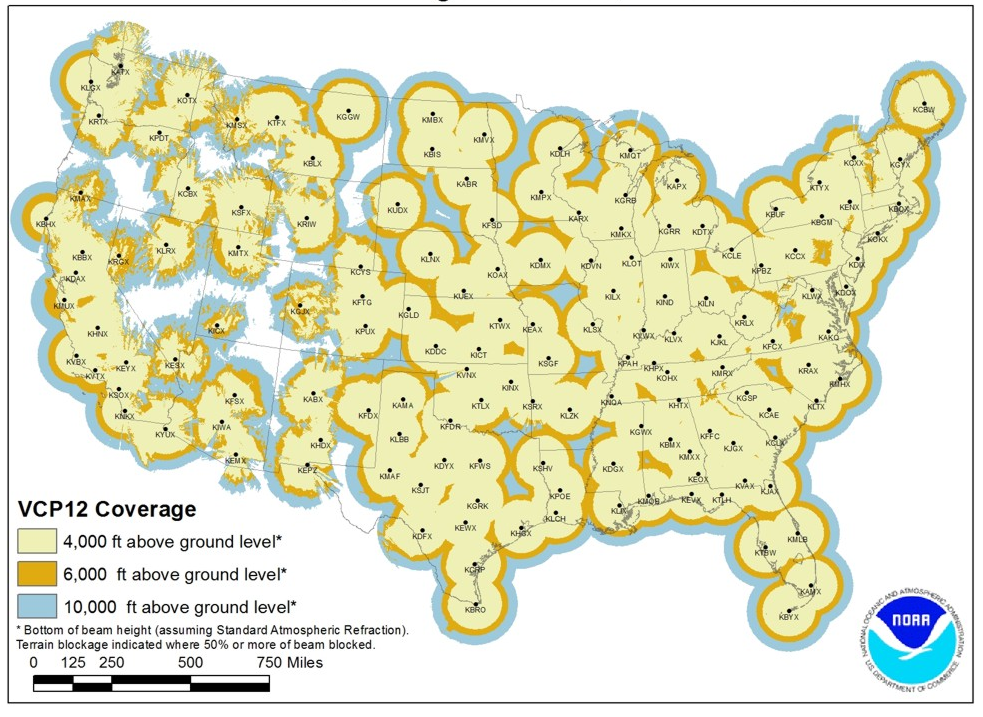 KATX
KLGX
KRTX
KOTX
KPDT
KMSX
KTFX
KGGW
KBLX
KMBX
KBIS
KMVX
KABR
KDLH
KMQT
KMPX
KGRB
KAPX
KCBW
KGYX
KCXX
KTYX
KMAX
KBHX
KCBX
KSFX
KRIW
KUDX
KFSD
KARX
KMKX
KGRR
KDTX
KBUF
KBGM
KENX
KBOX
KOKX
KBBX
KRGX
KLRX
KMTX
KDAX
KMUX
KCYS
KLNX
KOAX
KDMX
KDVN
KLOT
KIWX
KCLE
KPBZ
KCCX
KDIX
KDOX
KLWX
KHNX
KICX
KGJX
KFTG
KPUX
KGLD
KUEX
KTWX
KEAX
KILX
KLSX
KIND
KILN
KRLX
KVWX
KLVX
KJKL
KFCX
KAKQ
KVBX
KVTX
KEYX
KESX
KSOX
KNKX
KYUX
KFSX
KIWA
KEMX
KABX
KHDX
KEPZ
KDDC
KICT
KVNX
KINX
KSGF
KPAH
KHPX
KOHX
KMRX
KRAX
KMHX
KFDX
KAMA
KTLX
KFDR
KSRX
KLZK
KNQA
KHTX
KGSP
KCAE
KLTX
KLBB
KGWX
KBMX
KFFC
KJGX
KCLX
KMAF
KDYX
KFWS
KSHV
KDGX
KMXX
KEOX
KSJT
KPOE
KLCH
KMOB
KEVX
KTLH
KVAX
KJAX
KGRK
KDFX
KEWX
KHGX
KCRP
KBRO
KMLB
KTBW
KAMX
KBYX
VCP12 Coverage
4,000 ft above ground level*
6,000 ft above ground level*
10,000 ft above ground level*
* Bottom of beam height (assuming Standard Atmospheric Refraction).
Terrain blockage indicated where 50% or more of beam blocked.
0 125 250 500 750 Miles
NATIONAL OCEANIC AND ATMOSPHERIC ADMINISTRATION
NOAA
U.S. DEPARTMENT OF COMMERCE